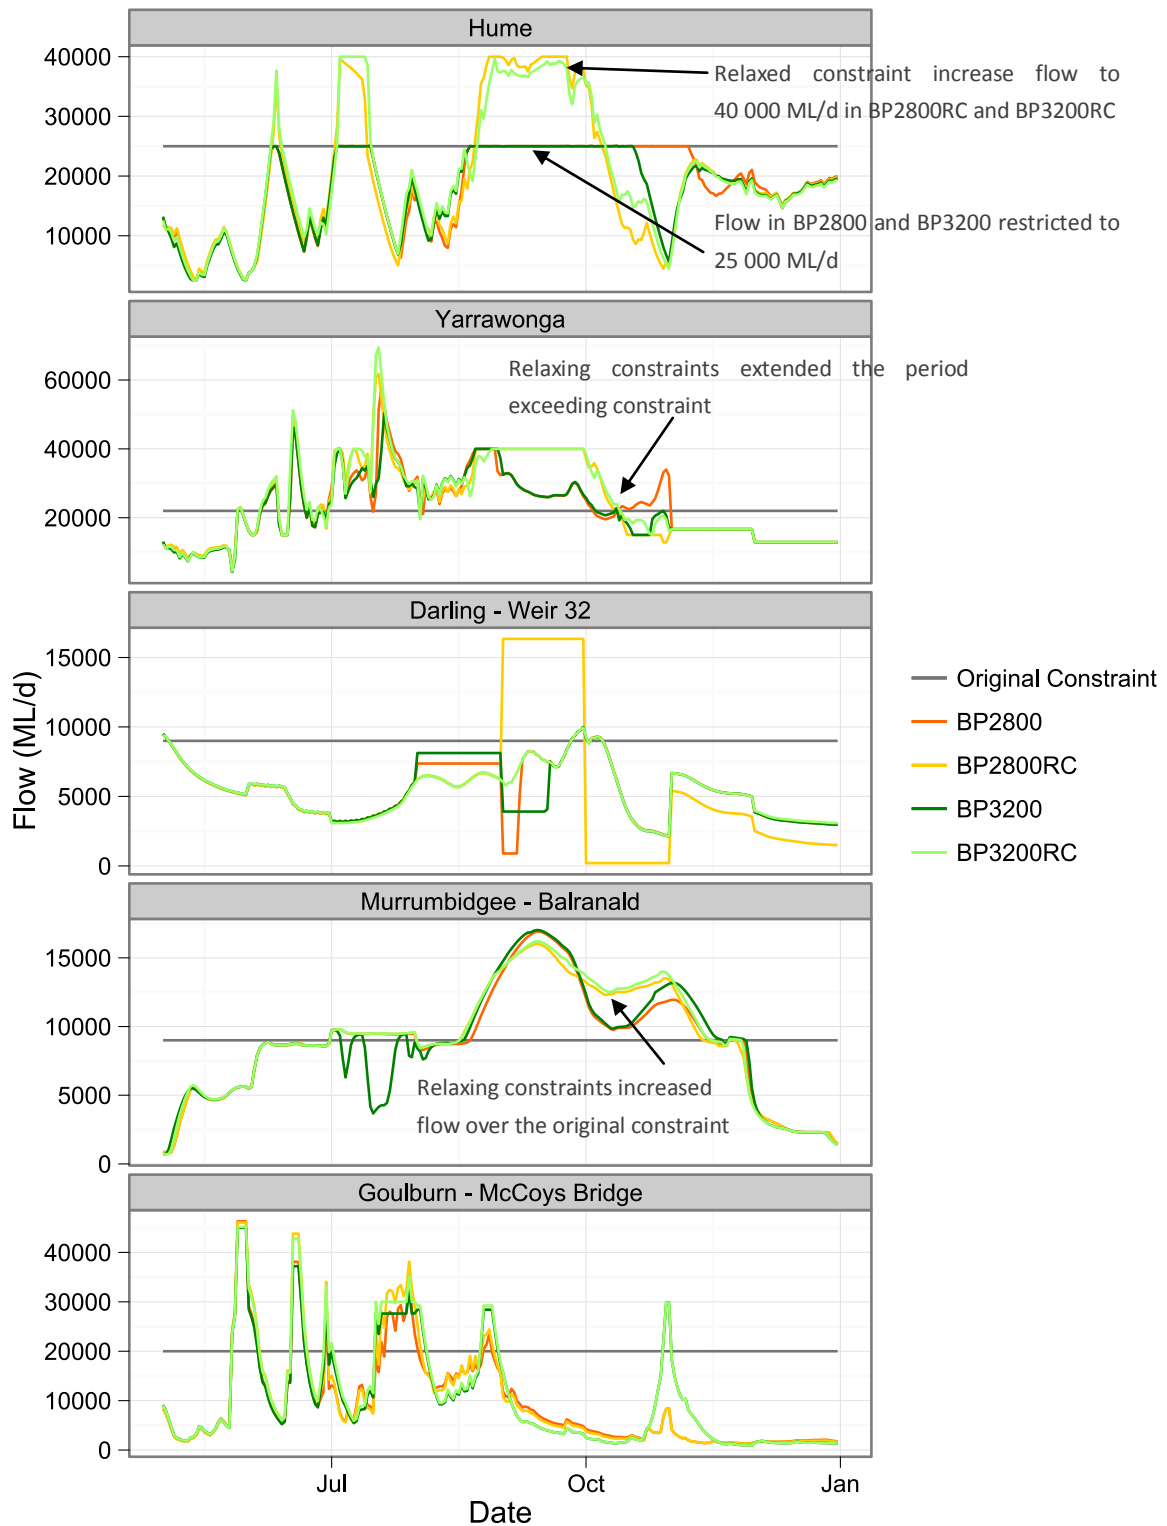 Hume
40000
30000
20000
10000
Relaxed constraint increase flow to
40 000 ML/d in BP2800RC and BP3200RC
Flow in BP2800 and BP3200 restricted to
25 000 ML/d
Yarrawonga
60000
40000
20000
Relaxing constraints extended the period
exceeding constraint
Darling - Weir 32
15000
10000
5000
0
Flow (ML/d)
Original Constraint
BP2800
BP2800RC
BP3200
BP3200RC
Murrumbidgee - Balranald
15000
10000
5000
0
Relaxing constraints increased
flow over the original constraint
Goulburn - McCoys Bridge
40000
30000
20000
10000
0
Jul
Oct
Jan
Date